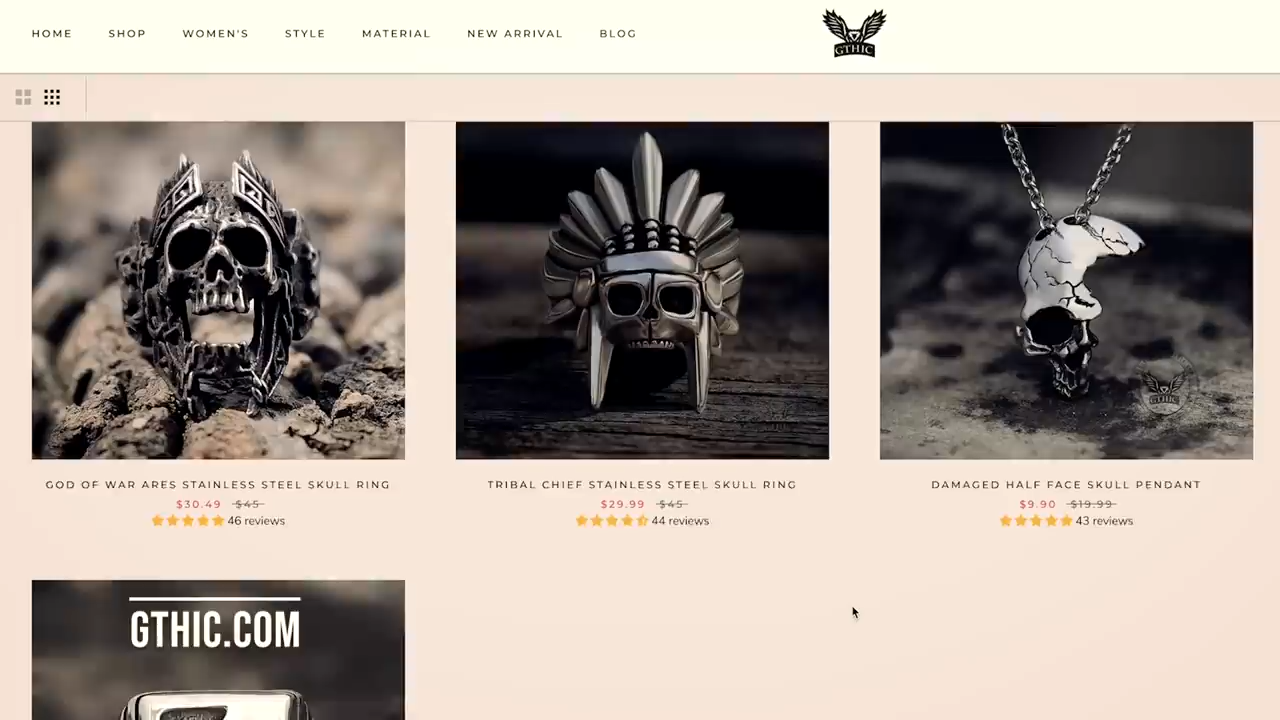 HOME SHOP WOMEN'S STYLE MATERIAL NEW ARRIVAL BLOG
GTHIC
GTHIC
GOD OF WAR ARES STAINLESS STEEL SKULL RING
$30.49 $45
46 reviews
TRIBAL CHIEF STAINLESS STEEL SKULL RING
$29.99 $45
44 reviews
DAMAGED HALF FACE SKULL PENDANT
$9.90 $19.99
43 reviews
GTHIC.COM